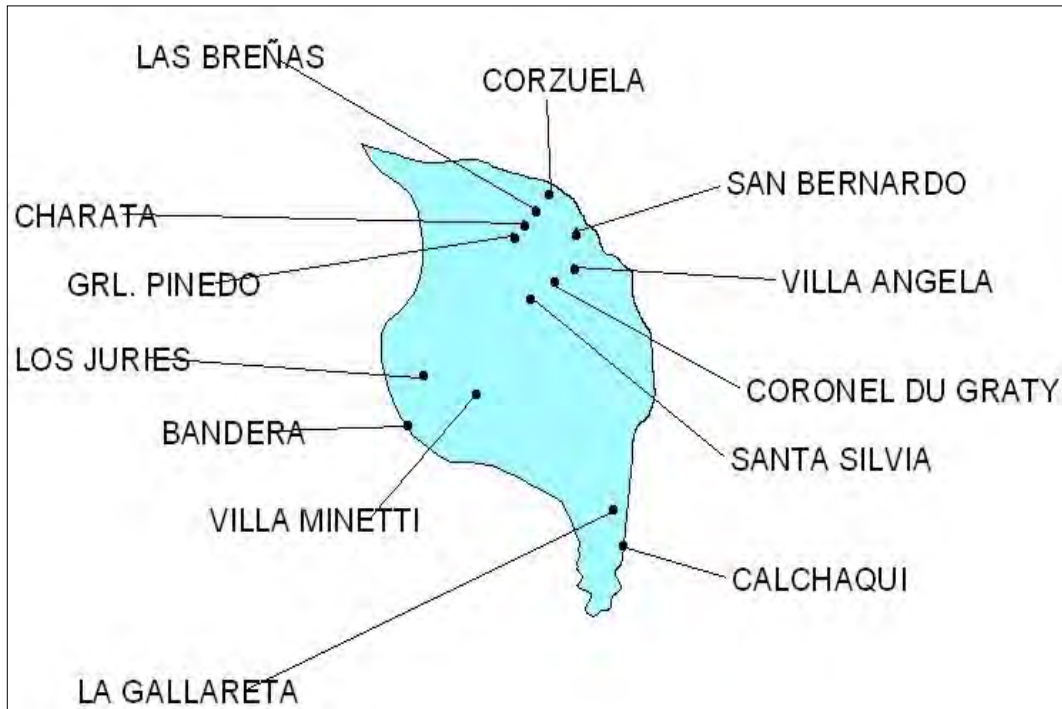 LAS BREÑAS
CORZUELA
SAN BERNARDO
CHARATA
GRL. PINEDO
VILLA ANGELA
LOS JURIES
CORONEL DU GRATY
BANDERA
SANTA SILVIA
VILLA MINETTI
CALCHAQUI
LA GALLARETA